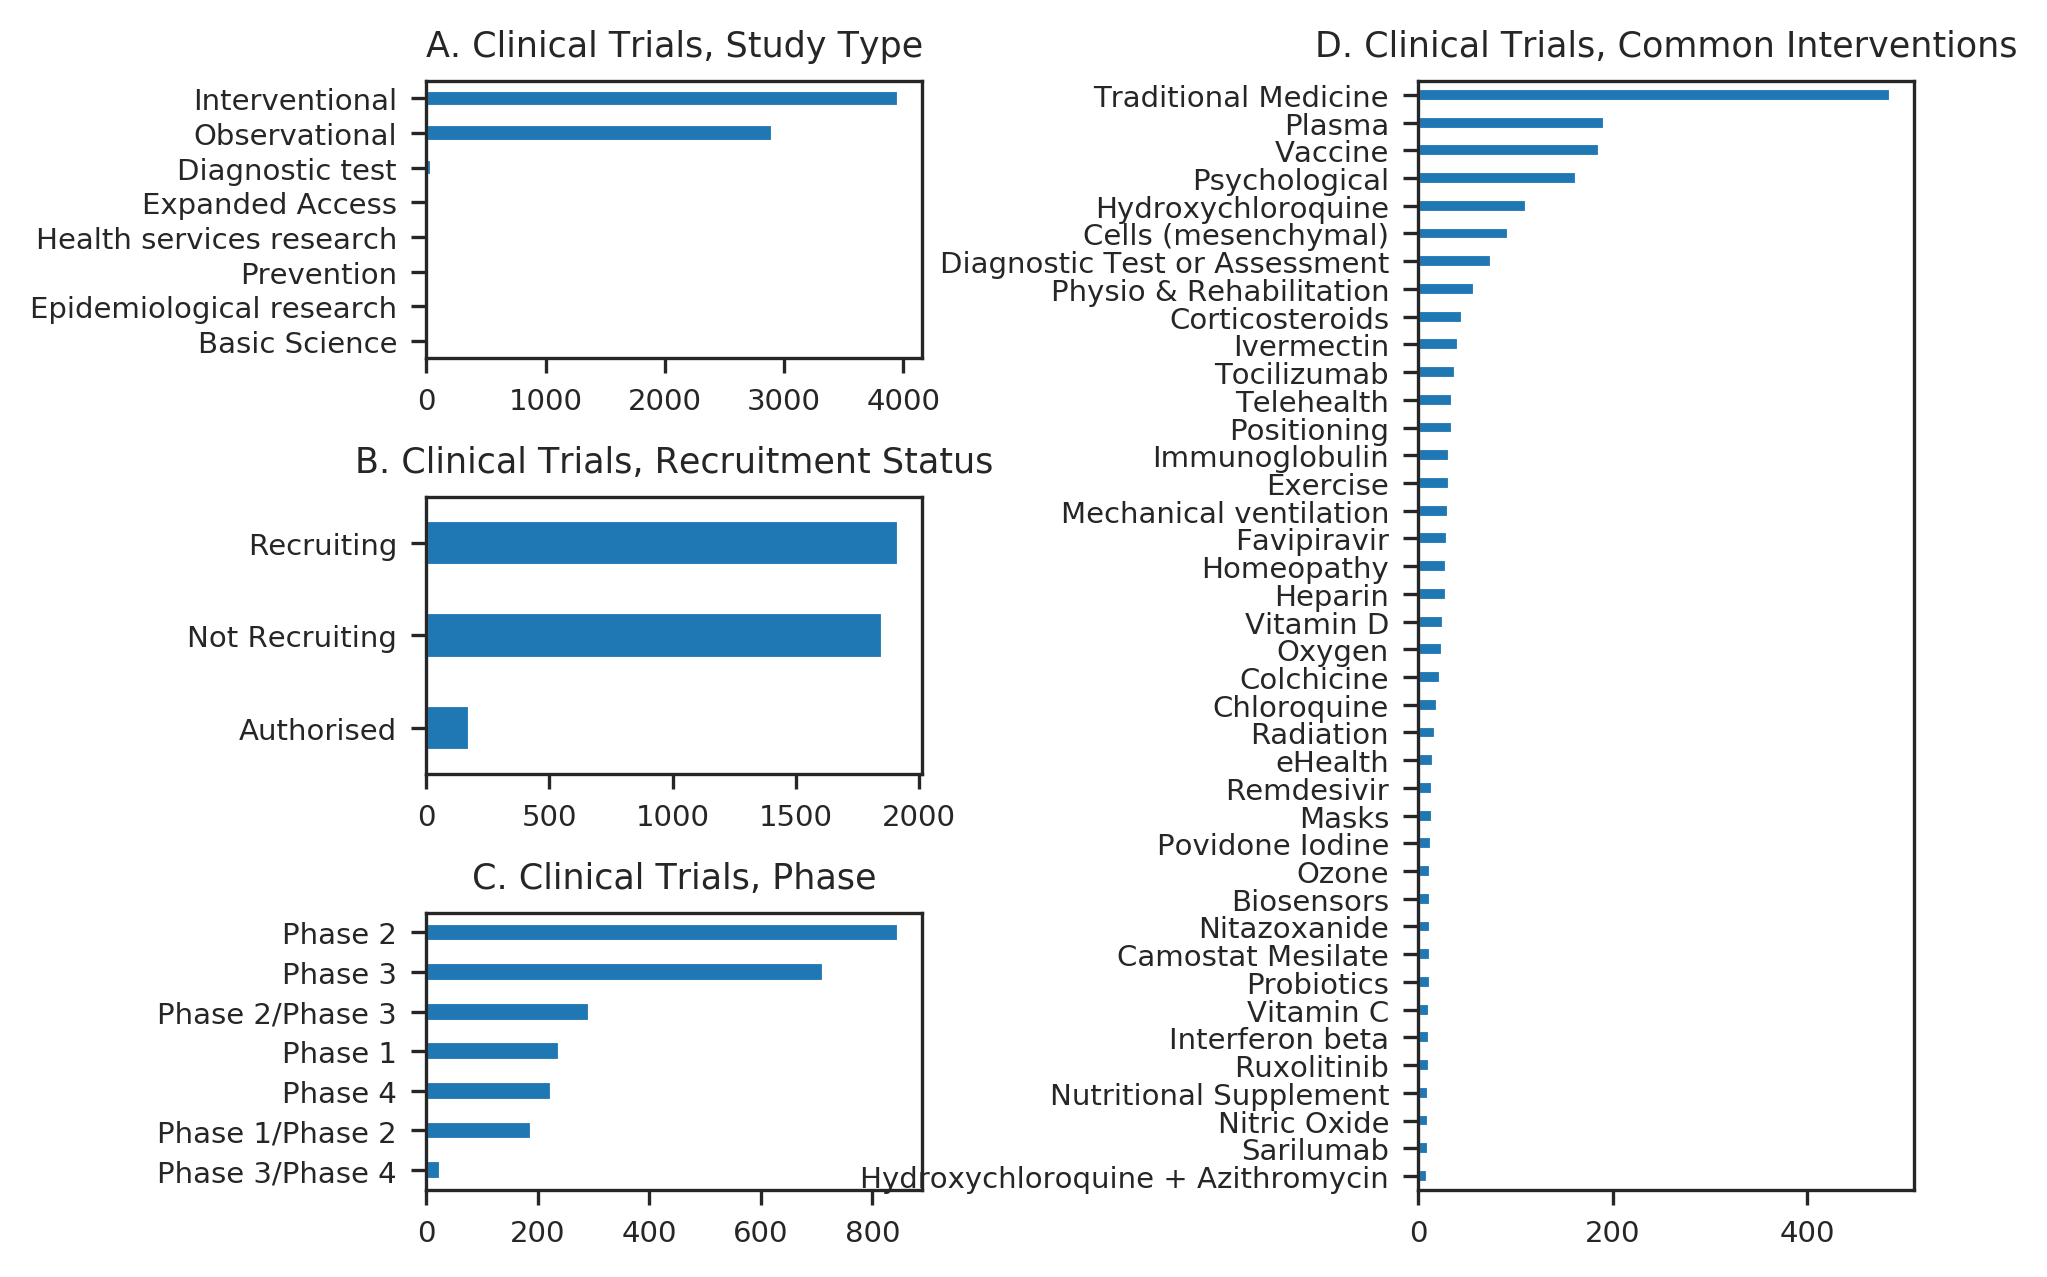 A. Clinical Trials, Study Type
Interventional
Observational
Diagnostic test
Expanded Access
Health services research
Prevention
Epidemiological research
Basic Science
0 1000 2000 3000 4000
B. Clinical Trials, Recruitment Status
Recruiting
Not Recruiting
Authorised
0 500 1000 1500 2000
C. Clinical Trials, Phase
Phase 2
Phase 3
Phase 2/Phase 3
Phase 1
Phase 4
Phase 1/Phase 2
Phase 3/Phase 4
0 200 400 600 800
D. Clinical Trials, Common Interventions
Traditional Medicine
Plasma
Vaccine
Psychological
Hydroxychloroquine
Cells (mesenchymal)
Diagnostic Test or Assessment
Physio & Rehabilitation
Corticosteroids
Ivermectin
Tocilizumab
Telehealth
Positioning
Immunoglobulin
Exercise
Mechanical ventilation
Favipiravir
Homeopathy
Heparin
Vitamin D
Oxygen
Colchicine
Chloroquine
Radiation
eHealth
Remdesivir
Masks
Povidone Iodine
Ozone
Biosensors
Nitazoxanide
Camostat Mesilate
Probiotics
Vitamin C
Interferon beta
Ruxolitinib
Nutritional Supplement
Nitric Oxide
Sarilumab
Hydroxychloroquine + Azithromycin
0 200 400